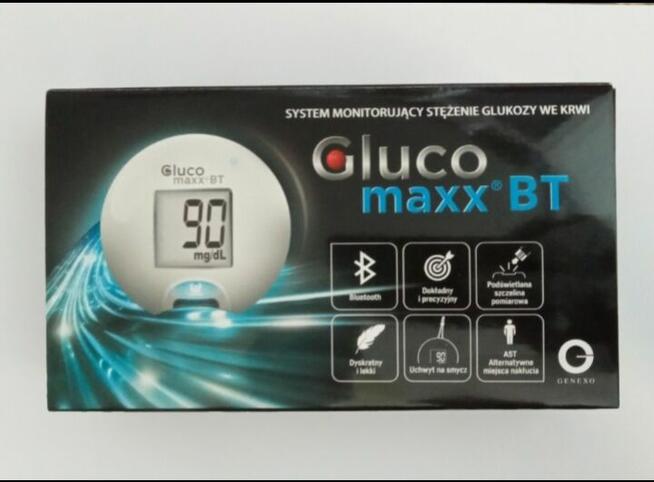 SYSTEM MONITORUJĄCY STĘŻENIE GLUKOZY WE KRWI
Gluco
maxx® BT
Gluco
maxx® BT
90
mg/dL
Bluetooth
Dokładny
i precyzyjny
Podświetlana
szczelina
pomiarowa
Dyskretny
i lekki
90
Uchwyt na smycz
AST
Alternatywne
miejsca nakłucia
G
GENEXO